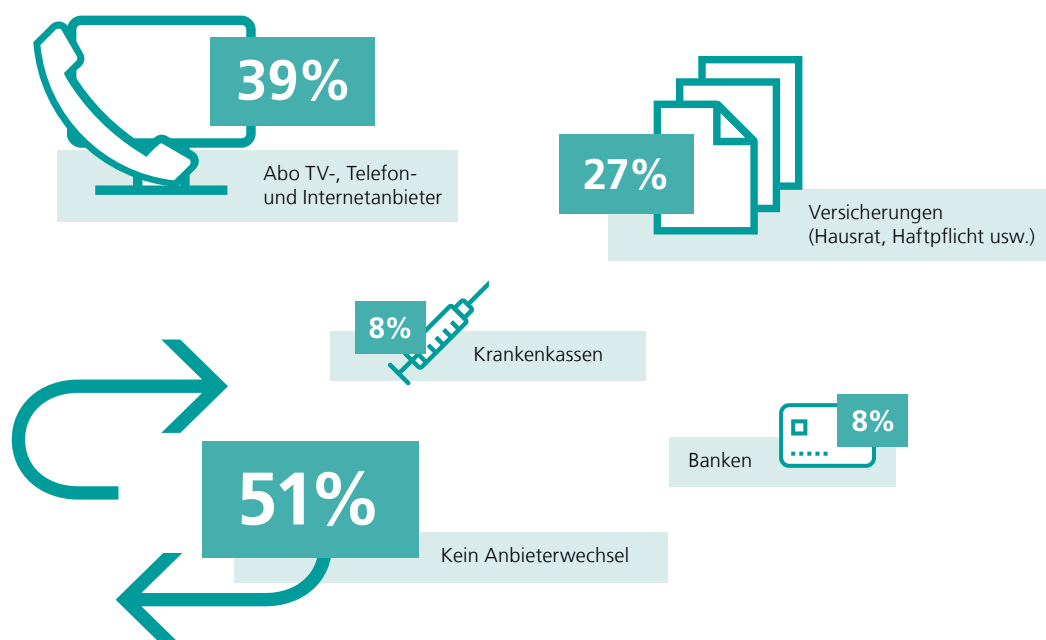 39%
Abo TV-, Telefon-
und Internetanbieter
27%
Versicherungen
(Hausrat, Haftpflicht usw.)
8%
Krankenkassen
8%
Banken
51%
Kein Anbieterwechsel